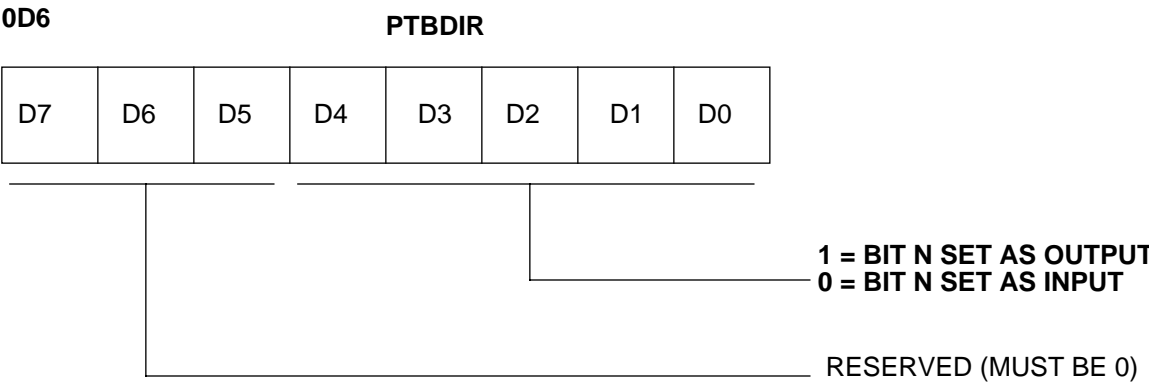 0D6
PTBDIR
D7 D6 D5 D4 D3 D2 D1 D0
1 = BIT N SET AS OUTPUT
0 = BIT N SET AS INPUT
RESERVED (MUST BE 0)